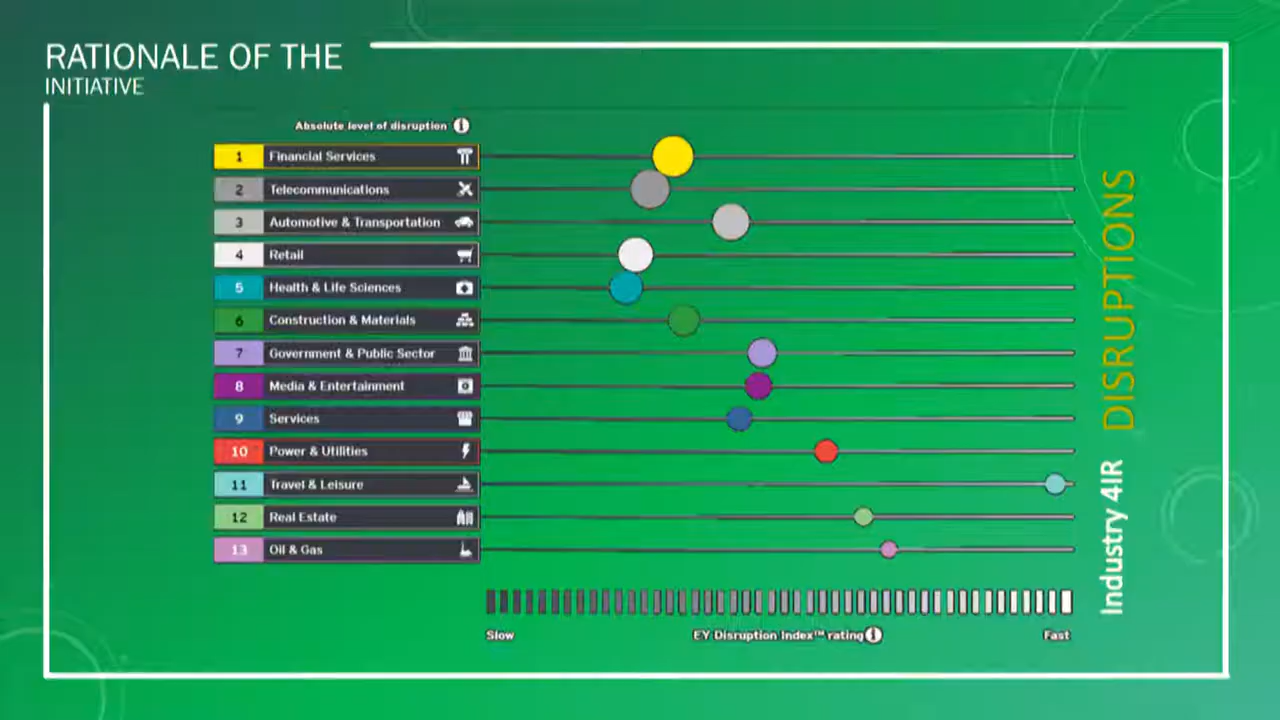 RATIONALE OF THE
INITIATIVE
Absolute level of disruption
1 Financial Services
2 Telecommunications
3 Automotive & Transportation
4 Retail
5 Health & Life Sciences
6 Construction & Materials
7 Government & Public Sector
8 Media & Entertainment
9 Services
10 Power & Utilities
11 Travel & Leisure
12 Real Estate
13 Oil & Gas
Slow EY Disruption Index™ rating Fast
Industry 4IR DISRUPTIONS